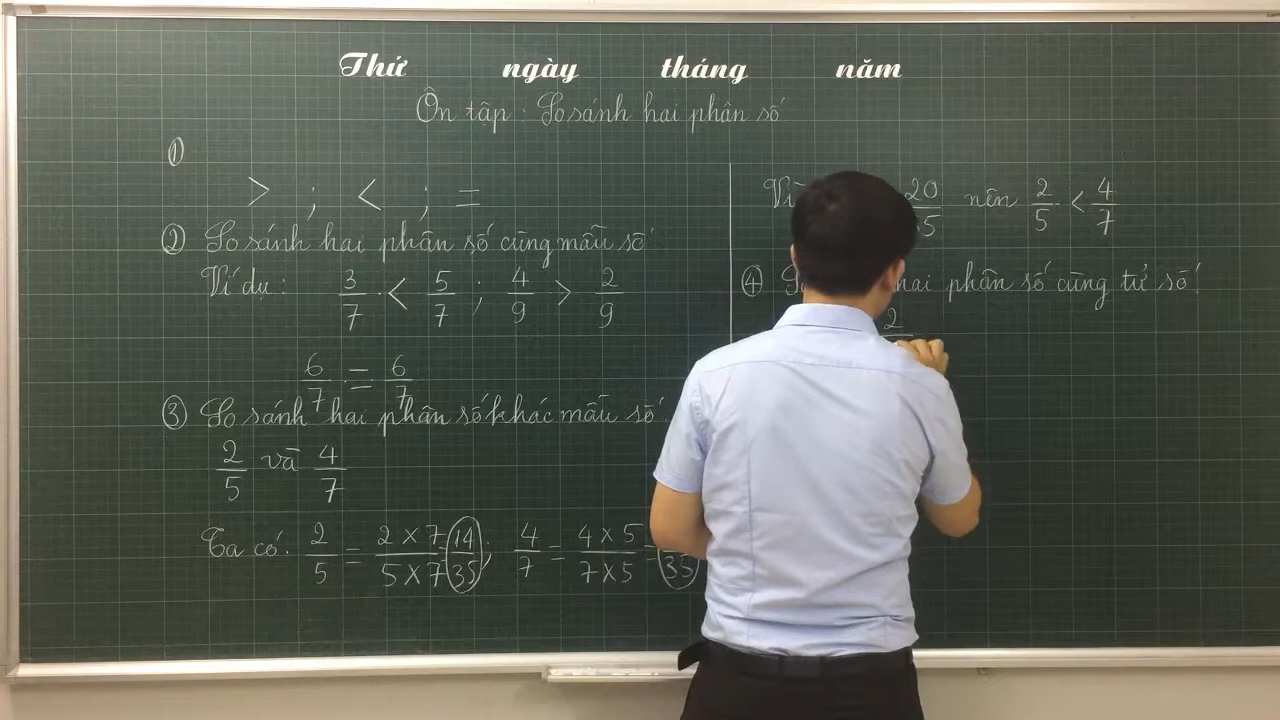 Thứ ngày tháng năm
Ôn tập : So sánh hai phân số
①
> ; < ; =
② So sánh hai phân số cùng mẫu số
Ví dụ : 3/7 < 5/7 ; 4/9 > 2/9
6/7 = 6/7
③ So sánh hai phân số khác mẫu số
2/5 và 4/7
Ta có: 2/5 = 2 × 7/5 × 7 = 14/35 ; 4/7 = 4 × 5/7 × 5 = /35
Vì 20/ 5 nên 2/5 < 4/7
④ hai phân số cùng tử số
2